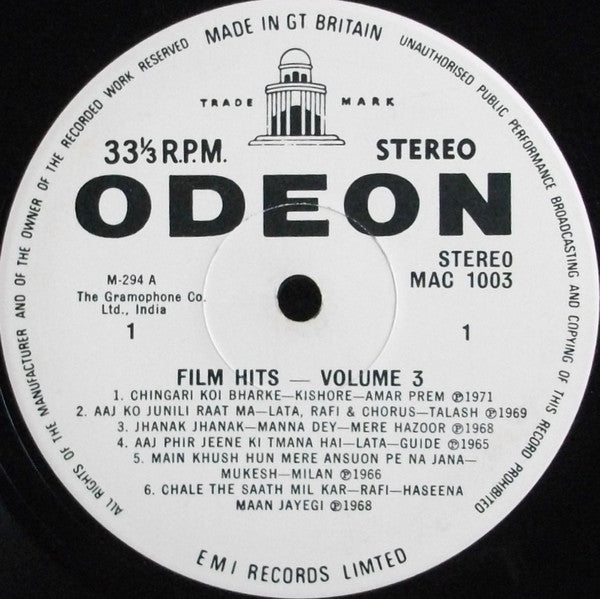 MADE IN GT BRITAIN
UNAUTHORISED PUBLIC PERFORMANCE BROADCASTING AND COPYING OF THIS RECORD PROHIBITED
ALL RIGHTS OF THE MANUFACTURER AND OF THE OWNER OF THE RECORDED WORK RESERVED
TRADE MARK
33⅓ R.P.M. STEREO
ODEON
STEREO
MAC 1003
M-294 A
The Gramophone Co.
Ltd., India
1 1
FILM HITS — VOLUME 3
1. CHINGARI KOI BHARKE—KISHORE—AMAR PREM ℗1971
2. AAJ KO JUNILI RAAT MA—LATA, RAFI & CHORUS—TALASH ℗1969
3. JHANAK JHANAK—MANNA DEY—MERE HAZOOR ℗1968
4. AAJ PHIR JEENE KI TMANA HAI—LATA—GUIDE ℗1965
5. MAIN KHUSH HUN MERE ANSUON PE NA JANA—
MUKESH—MILAN ℗1966
6. CHALE THE SAATH MIL KAR—RAFI—HASEENA
MAAN JAYEGI ℗1968
EMI RECORDS LIMTED